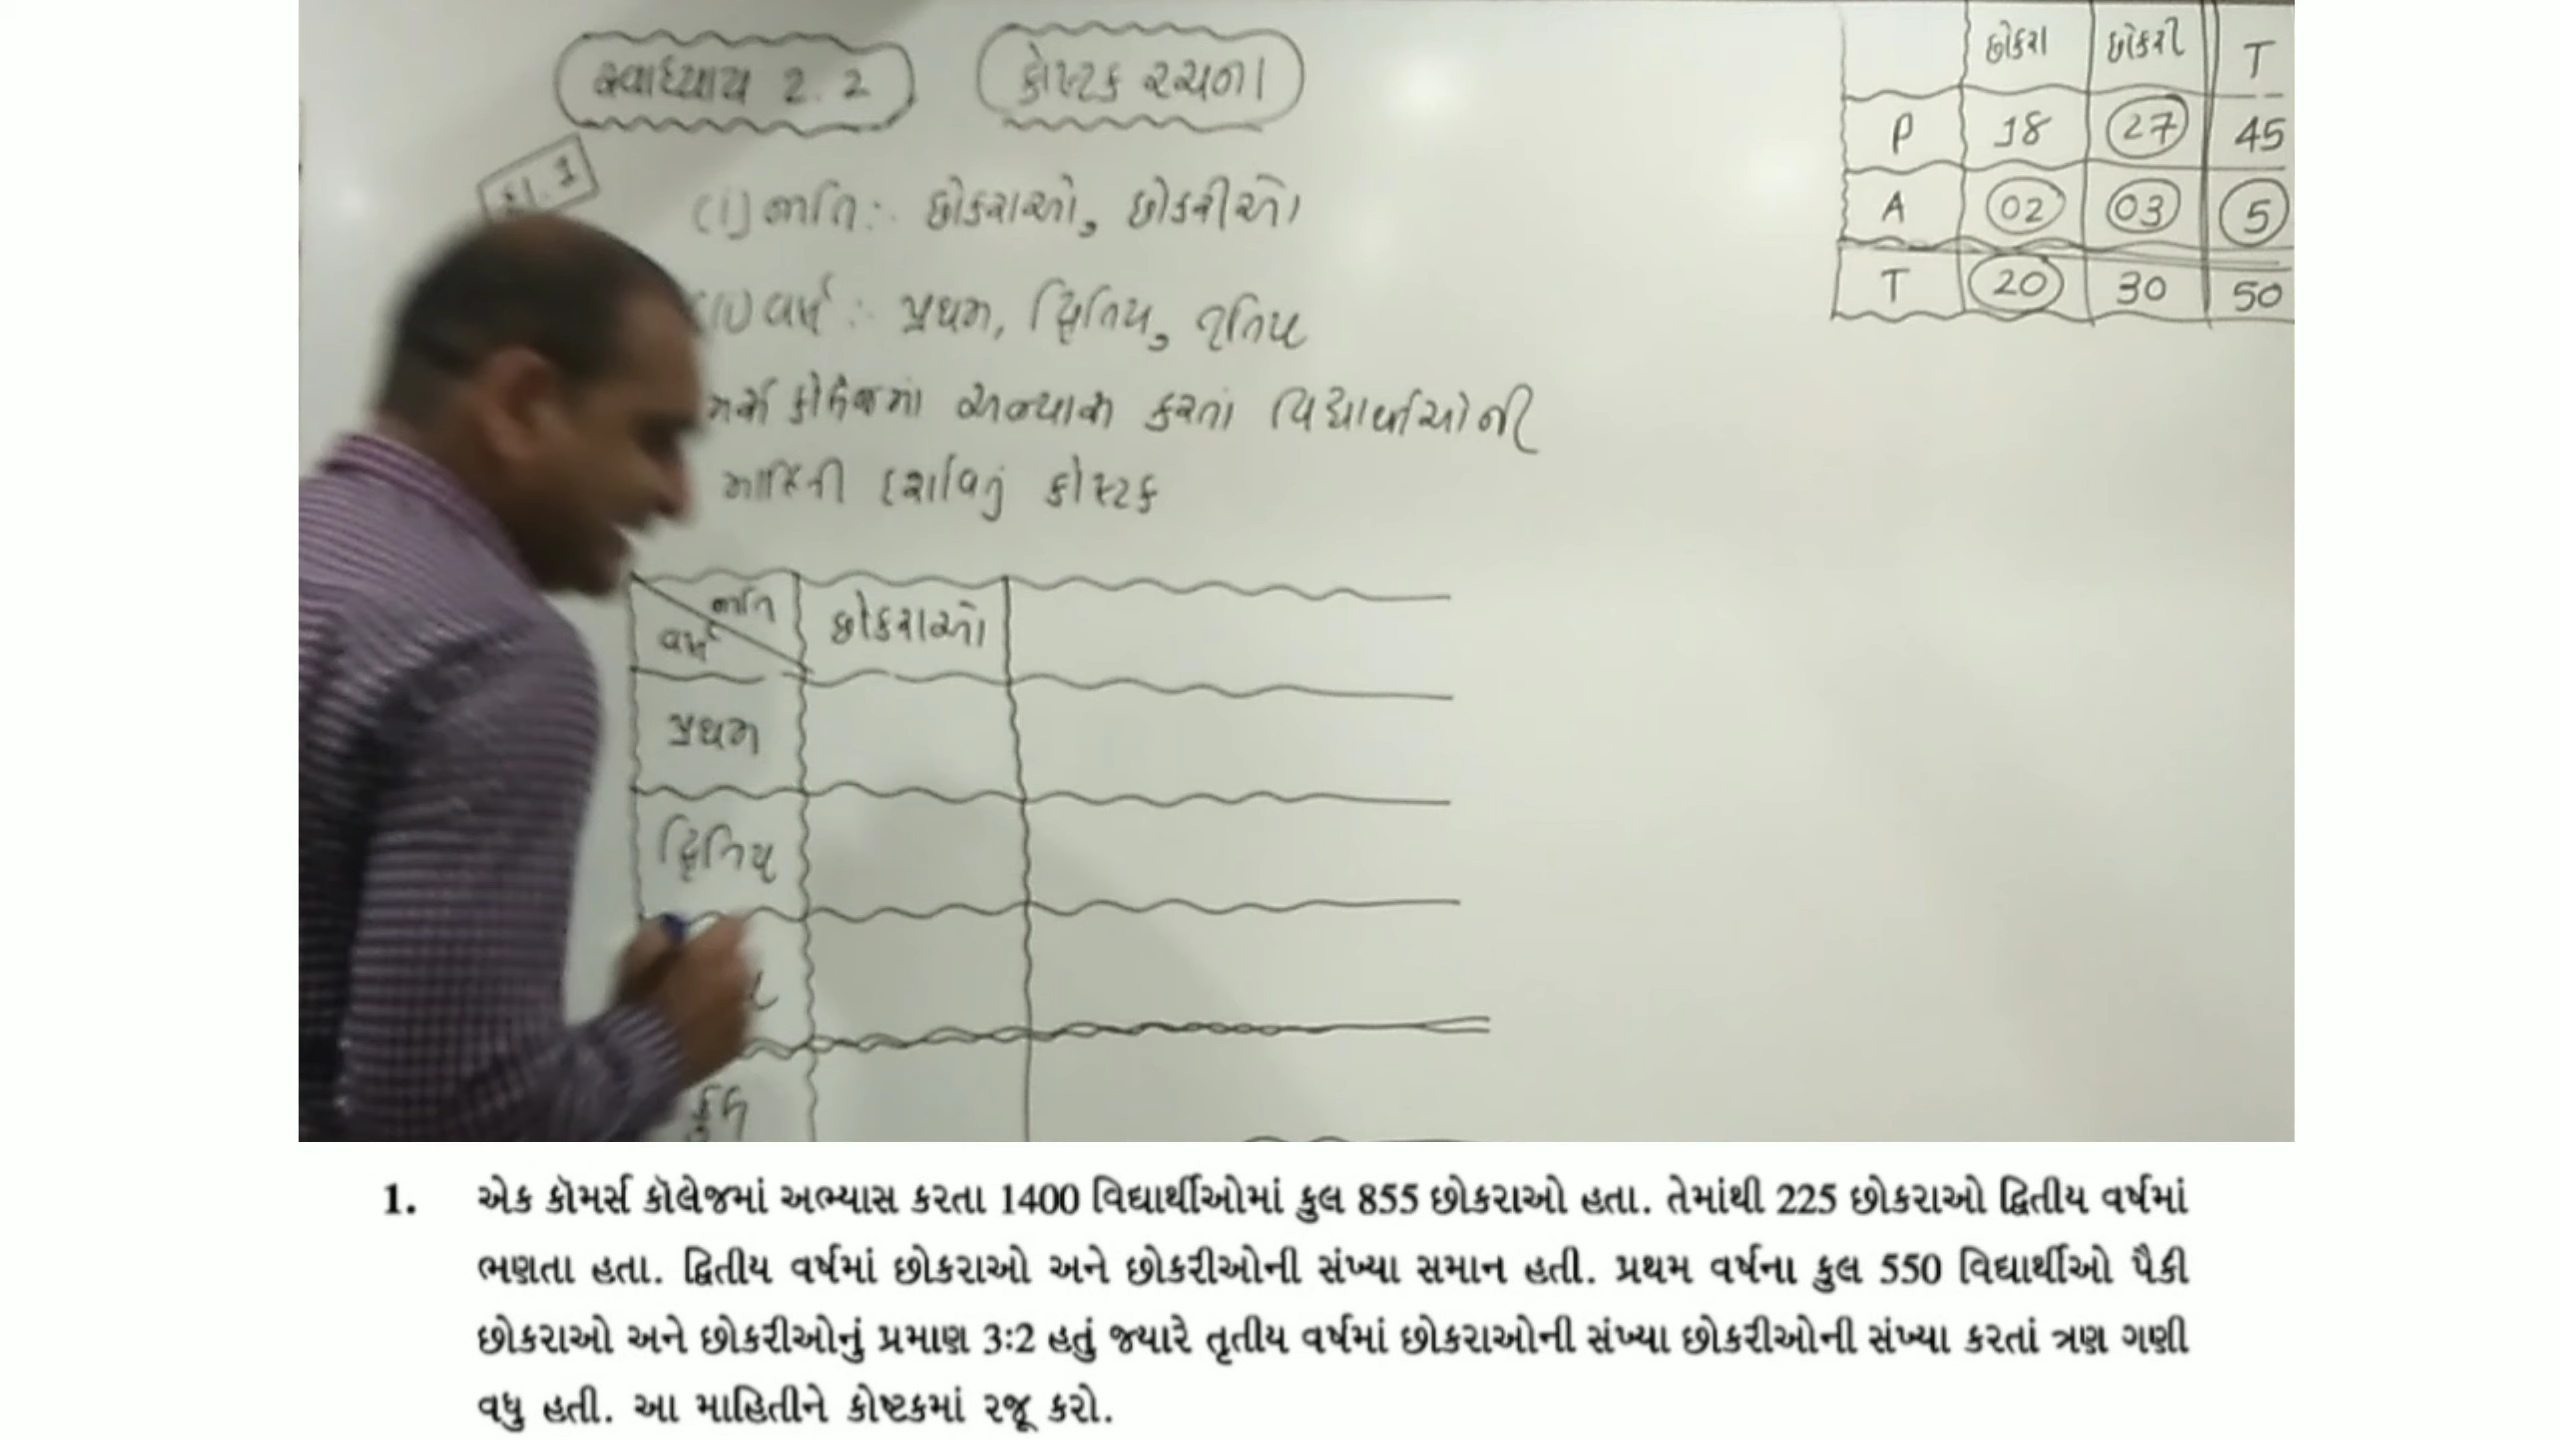 સ્વાધ્યાય 2.2
કોષ્ટક રચના
દા. 1
(i) જાતિ : છોકરાઓ, છોકરીઓ
(ii) વર્ષ : પ્રથમ, દ્વિતિય, તૃતિય
કોલેજમાં અભ્યાસ કરતાં વિદ્યાર્થીઓની
માહિતી દર્શાવતું કોષ્ટક
જાતિ
વર્ષ છોકરાઓ
પ્રથમ
દ્વિતિય
કુલ
છોકરા છોકરી T
P 18 27 45
A 02 03 5
T 20 30 50
1. એક કૉમર્સ કૉલેજમાં અભ્યાસ કરતા 1400 વિદ્યાર્થીઓમાં કુલ 855 છોકરાઓ હતા. તેમાંથી 225 છોકરાઓ દ્વિતીય વર્ષમાં
ભણતા હતા. દ્વિતીય વર્ષમાં છોકરાઓ અને છોકરીઓની સંખ્યા સમાન હતી. પ્રથમ વર્ષના કુલ 550 વિદ્યાર્થીઓ પૈકી
છોકરાઓ અને છોકરીઓનું પ્રમાણ 3:2 હતું જ્યારે તૃતીય વર્ષમાં છોકરાઓની સંખ્યા છોકરીઓની સંખ્યા કરતાં ત્રણ ગણી
વધુ હતી. આ માહિતીને કોષ્ટકમાં રજૂ કરો.